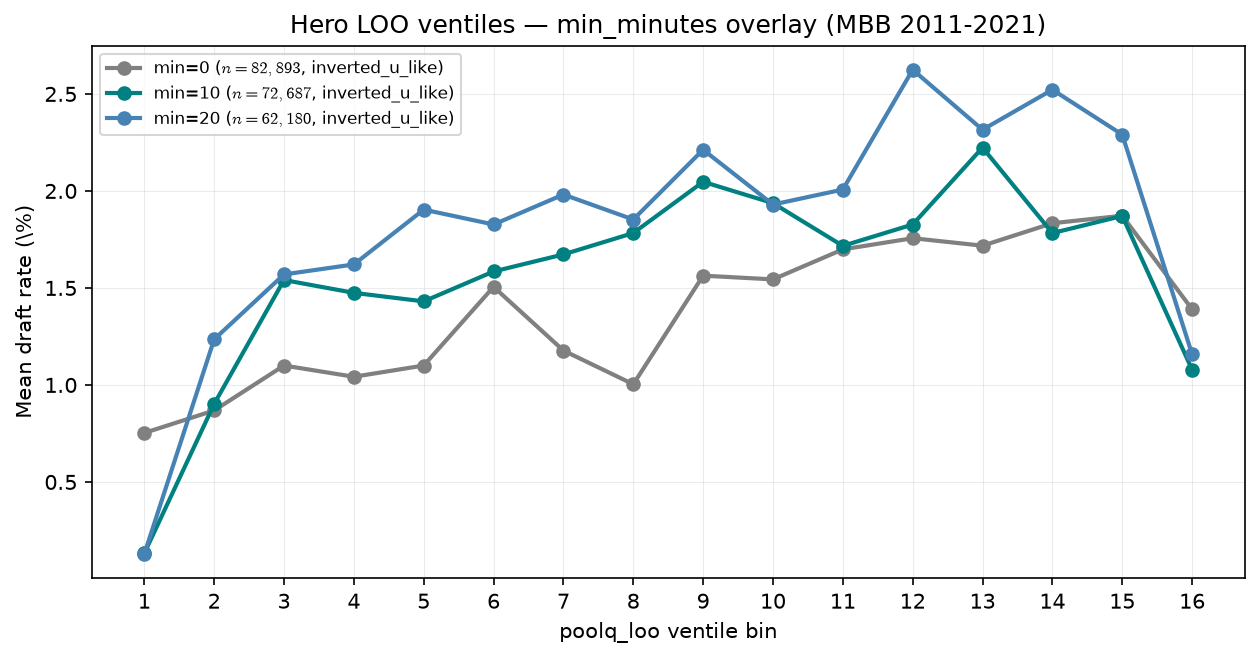 Hero LOO ventiles — min_minutes overlay (MBB 2011-2021)
min=0 (n = 82,893, inverted_u_like)
min=10 (n = 72,687, inverted_u_like)
min=20 (n = 62,180, inverted_u_like)
Mean draft rate (\%)
2.5
2.0
1.5
1.0
0.5
1 2 3 4 5 6 7 8 9 10 11 12 13 14 15 16
poolq_loo ventile bin